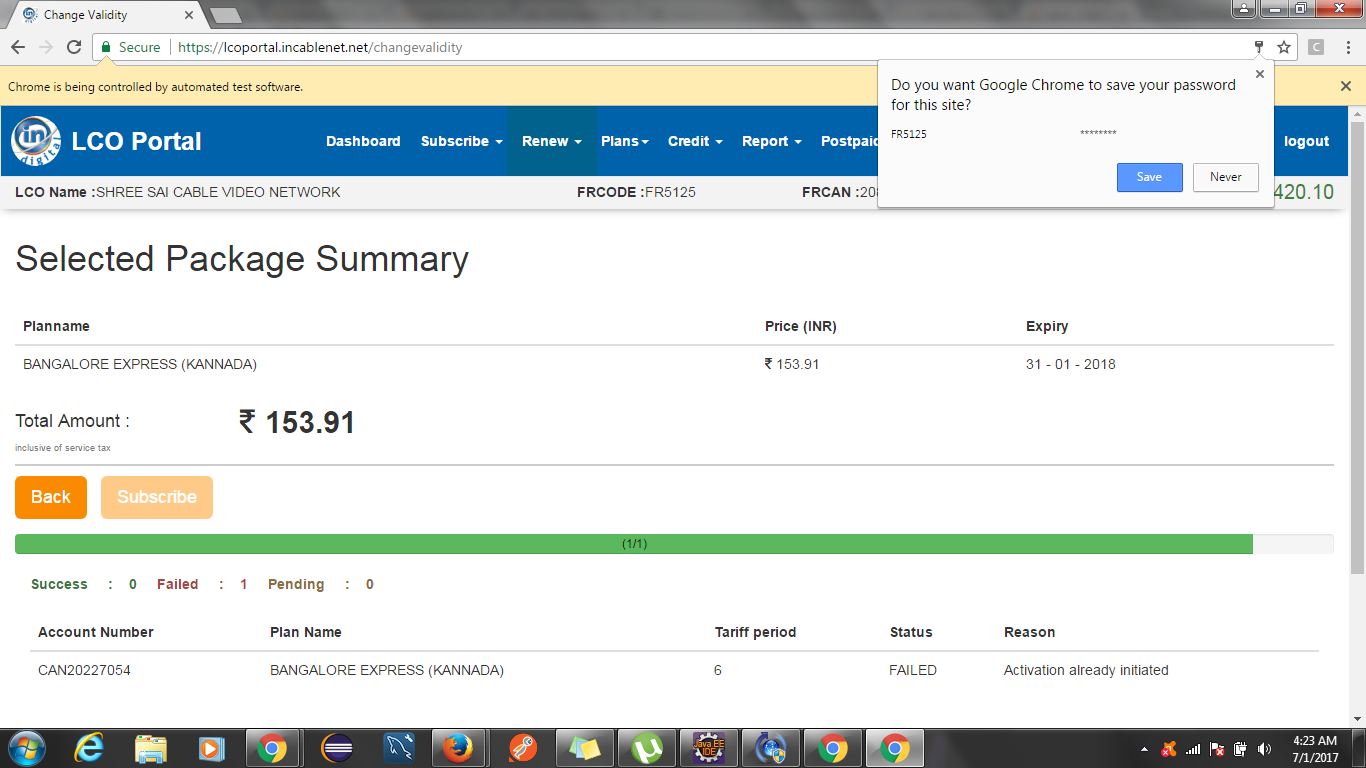 Change Validity
Secure https://lcoportal.incablenet.net/changevalidity
Chrome is being controlled by automated test software.
Do you want Google Chrome to save your password
for this site?
FR5125 ********
Save Never
in digital LCO Portal Dashboard Subscribe Renew Plans Credit Report Postpaid logout
LCO Name :SHREE SAI CABLE VIDEO NETWORK FRCODE :FR5125 FRCAN :20 420.10
Selected Package Summary
Planname Price (INR) Expiry
BANGALORE EXPRESS (KANNADA) ₹ 153.91 31 - 01 - 2018
Total Amount : ₹ 153.91
inclusive of service tax
Back Subscribe
(1/1)
Success : 0 Failed : 1 Pending : 0
Account Number Plan Name Tariff period Status Reason
CAN20227054 BANGALORE EXPRESS (KANNADA) 6 FAILED Activation already initiated
Java EE
IDE
4:23 AM
7/1/2017